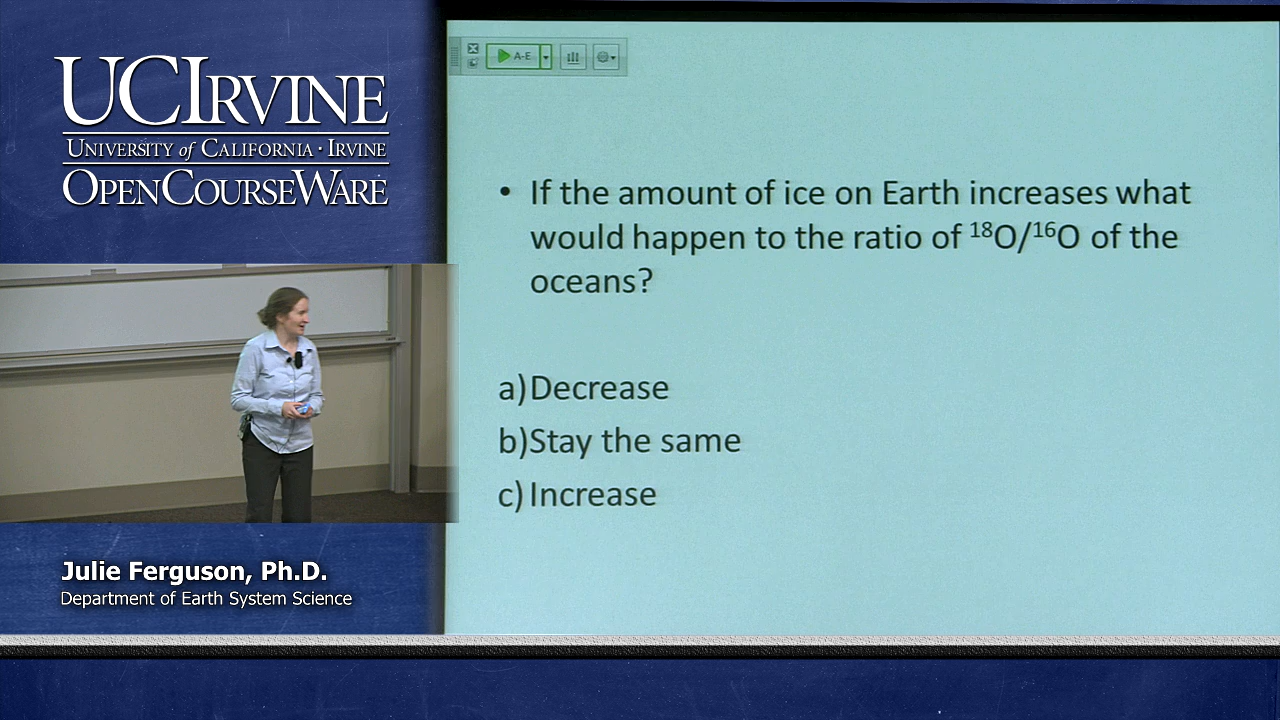 UCIRVINE
UNIVERSITY of CALIFORNIA · IRVINE
OPENCOURSEWARE
A-E
• If the amount of ice on Earth increases what
would happen to the ratio of ¹⁸O/¹⁶O of the
oceans?
a) Decrease
b) Stay the same
c) Increase
Julie Ferguson, Ph.D.
Department of Earth System Science